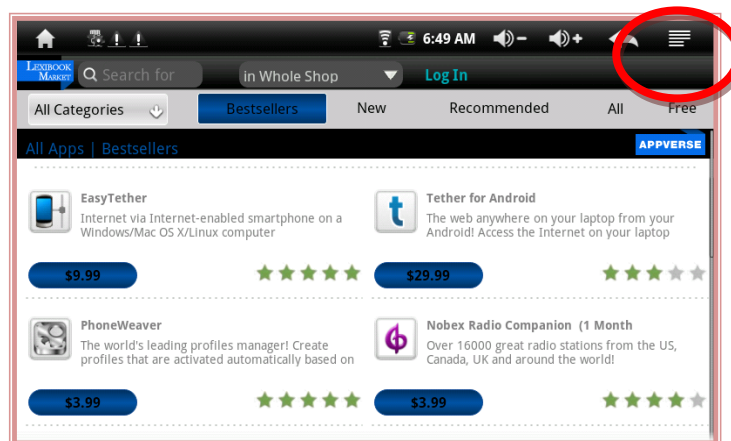 6:49 AM
LEXIBOOK
MARKET
Search for
in Whole Shop
Log In
All Categories
Bestsellers
New
Recommended
All
Free
All Apps | Bestsellers
APPVERSE
EasyTether
Internet via Internet-enabled smartphone on a
Windows/Mac OS X/Linux computer
$9.99
Tether for Android
The web anywhere on your laptop from your
Android! Access the Internet on your laptop
$29.99
PhoneWeaver
The world's leading profiles manager! Create
profiles that are activated automatically based on
$3.99
Nobex Radio Companion (1 Month
Over 16000 great radio stations from the US,
Canada, UK and around the world!
$3.99